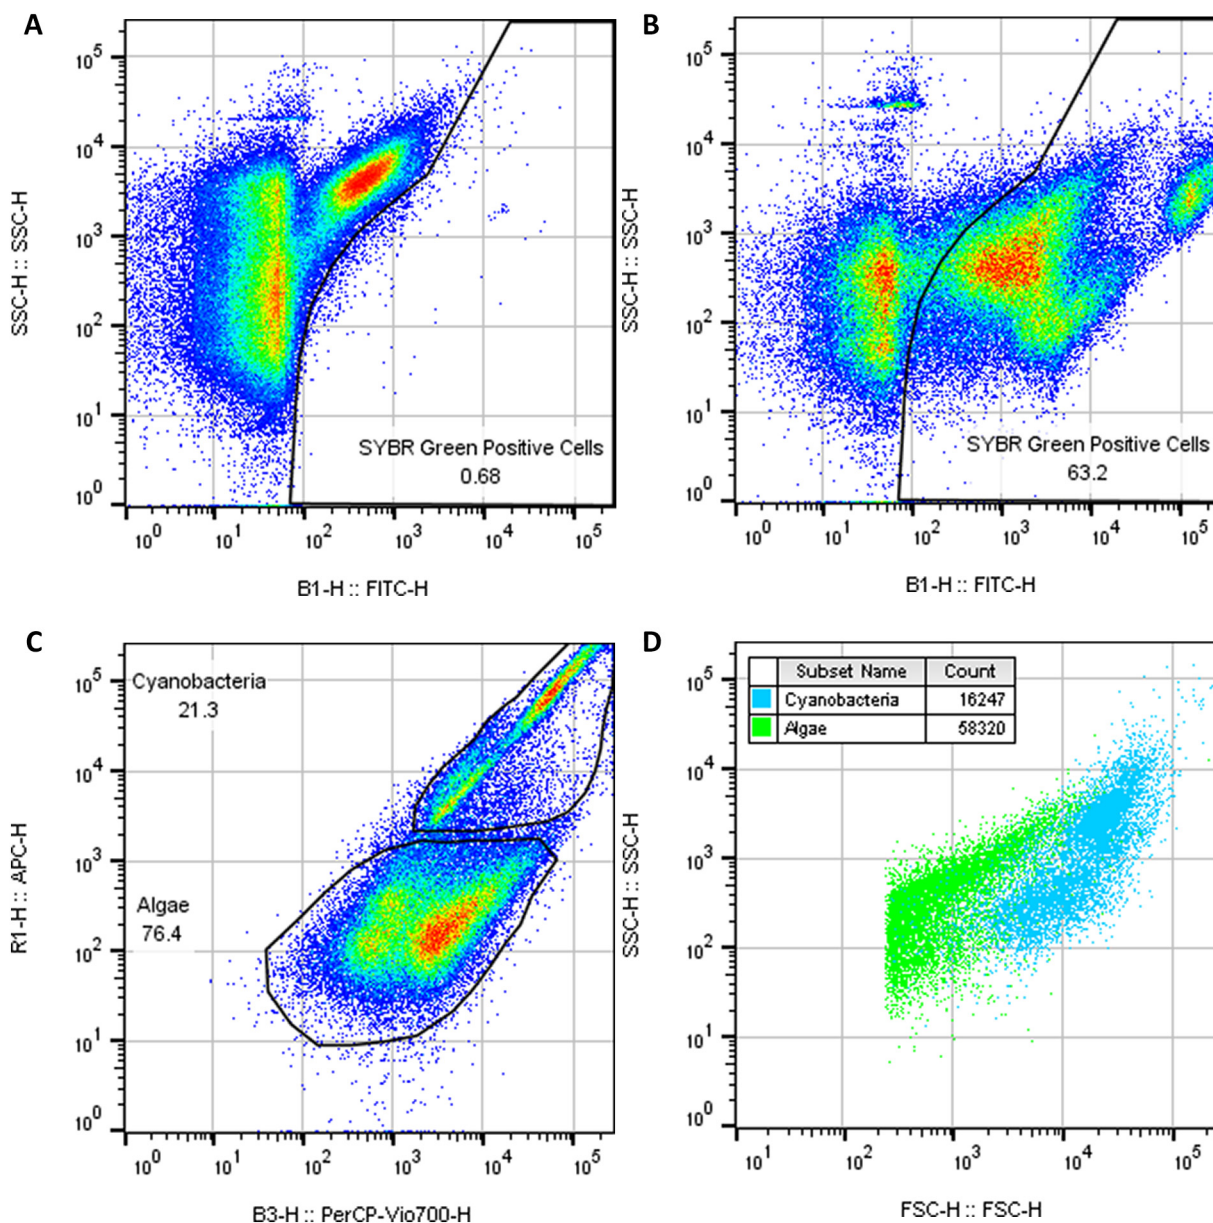 A
SSC-H :: SSC-H
10^5
10^4
10^3
10^2
10^1
10^0
SYBR Green Positive Cells
0.68
10^0 10^1 10^2 10^3 10^4 10^5
B1-H :: FITC-H
B
SSC-H :: SSC-H
10^5
10^4
10^3
10^2
10^1
10^0
SYBR Green Positive Cells
63.2
10^0 10^1 10^2 10^3 10^4 10^5
B1-H :: FITC-H
C
R1-H :: APC-H
10^5
10^4
10^3
10^2
10^1
10^0
Cyanobacteria
21.3
Algae
76.4
10^0 10^1 10^2 10^3 10^4 10^5
B3-H :: PerCP-Vio700-H
D
SSC-H :: SSC-H
10^5
10^4
10^3
10^2
10^1
10^0
Subset Name Count
Cyanobacteria 16247
Algae 58320
10^1 10^2 10^3 10^4 10^5
FSC-H :: FSC-H